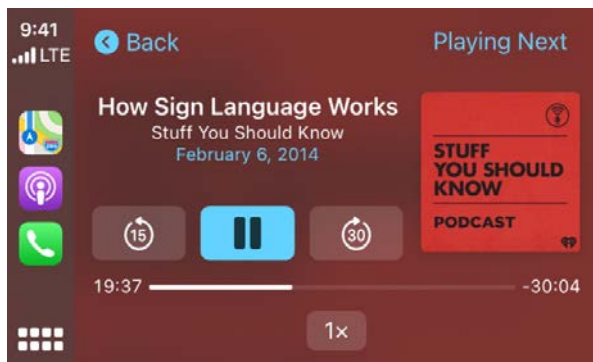 9:41
LTE
Back
Playing Next
How Sign Language Works
Stuff You Should Know
February 6, 2014
STUFF
YOU SHOULD
KNOW
PODCAST
15
30
19:37
-30:04
1×